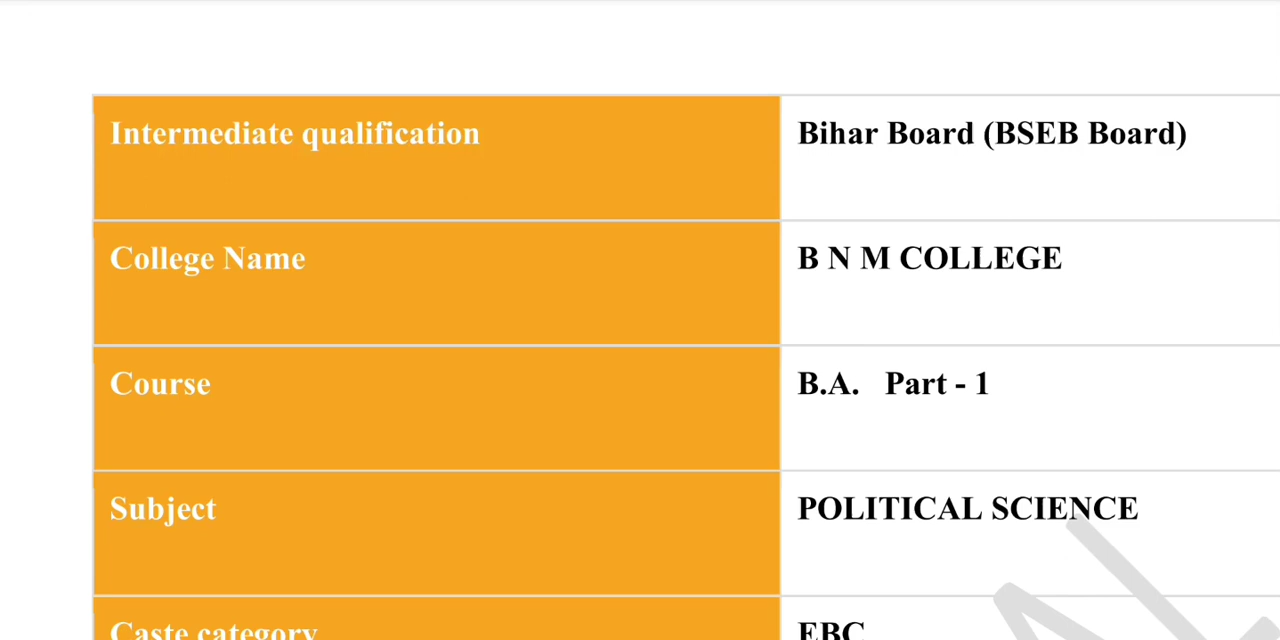 Intermediate qualification Bihar Board (BSEB Board)
College Name B N M COLLEGE
Course B.A. Part - 1
Subject POLITICAL SCIENCE
Caste category EBC